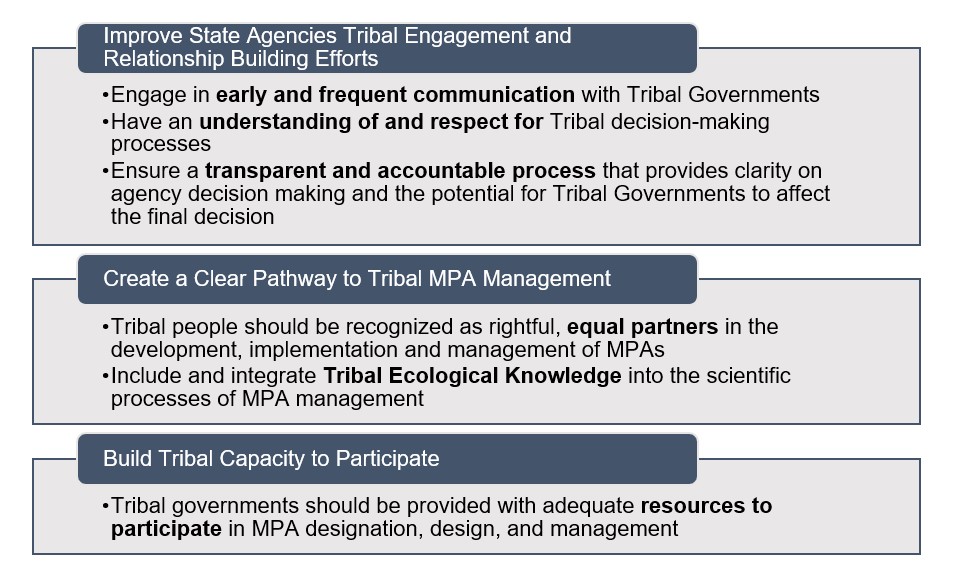 Improve State Agencies Tribal Engagement and
Relationship Building Efforts
•Engage in early and frequent communication with Tribal Governments
•Have an understanding of and respect for Tribal decision-making
processes
•Ensure a transparent and accountable process that provides clarity on
agency decision making and the potential for Tribal Governments to affect
the final decision
Create a Clear Pathway to Tribal MPA Management
•Tribal people should be recognized as rightful, equal partners in the
development, implementation and management of MPAs
•Include and integrate Tribal Ecological Knowledge into the scientific
processes of MPA management
Build Tribal Capacity to Participate
•Tribal governments should be provided with adequate resources to
participate in MPA designation, design, and management